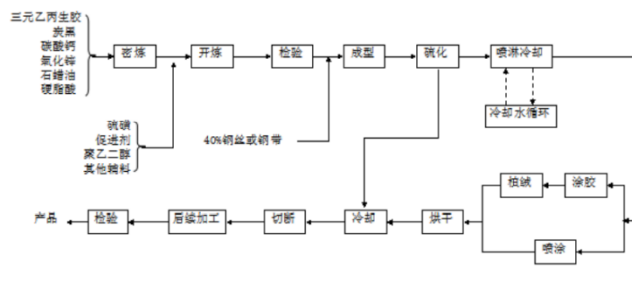 三元乙丙生胶
炭黑
碳酸钙
氧化锌
石蜡油
硬脂酸
密炼
开炼
检验
成型
硫化
喷淋冷却
冷却水循环
硫磺
促进剂
聚乙二醇
其他辅料
40%钢丝或钢带
植绒
涂胶
产品
检验
后续加工
切断
冷却
烘干
喷涂